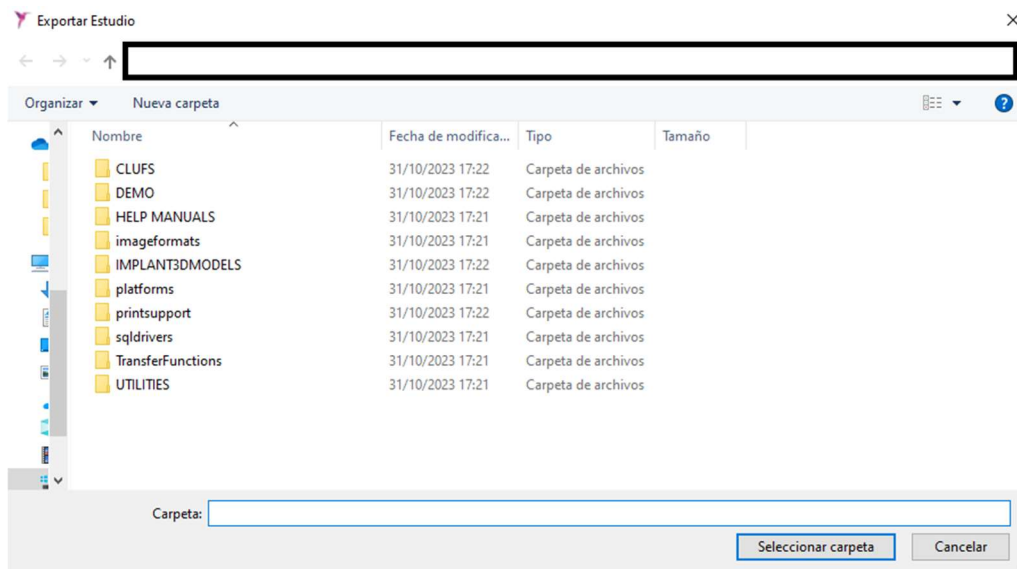 Exportar Estudio
Organizar Nueva carpeta
Nombre Fecha de modifica... Tipo Tamaño
CLUFS 31/10/2023 17:22 Carpeta de archivos
DEMO 31/10/2023 17:22 Carpeta de archivos
HELP MANUALS 31/10/2023 17:21 Carpeta de archivos
imageformats 31/10/2023 17:21 Carpeta de archivos
IMPLANT3DMODELS 31/10/2023 17:22 Carpeta de archivos
platforms 31/10/2023 17:21 Carpeta de archivos
printsupport 31/10/2023 17:22 Carpeta de archivos
sqldrivers 31/10/2023 17:21 Carpeta de archivos
TransferFunctions 31/10/2023 17:21 Carpeta de archivos
UTILITIES 31/10/2023 17:21 Carpeta de archivos
Carpeta:
Seleccionar carpeta Cancelar